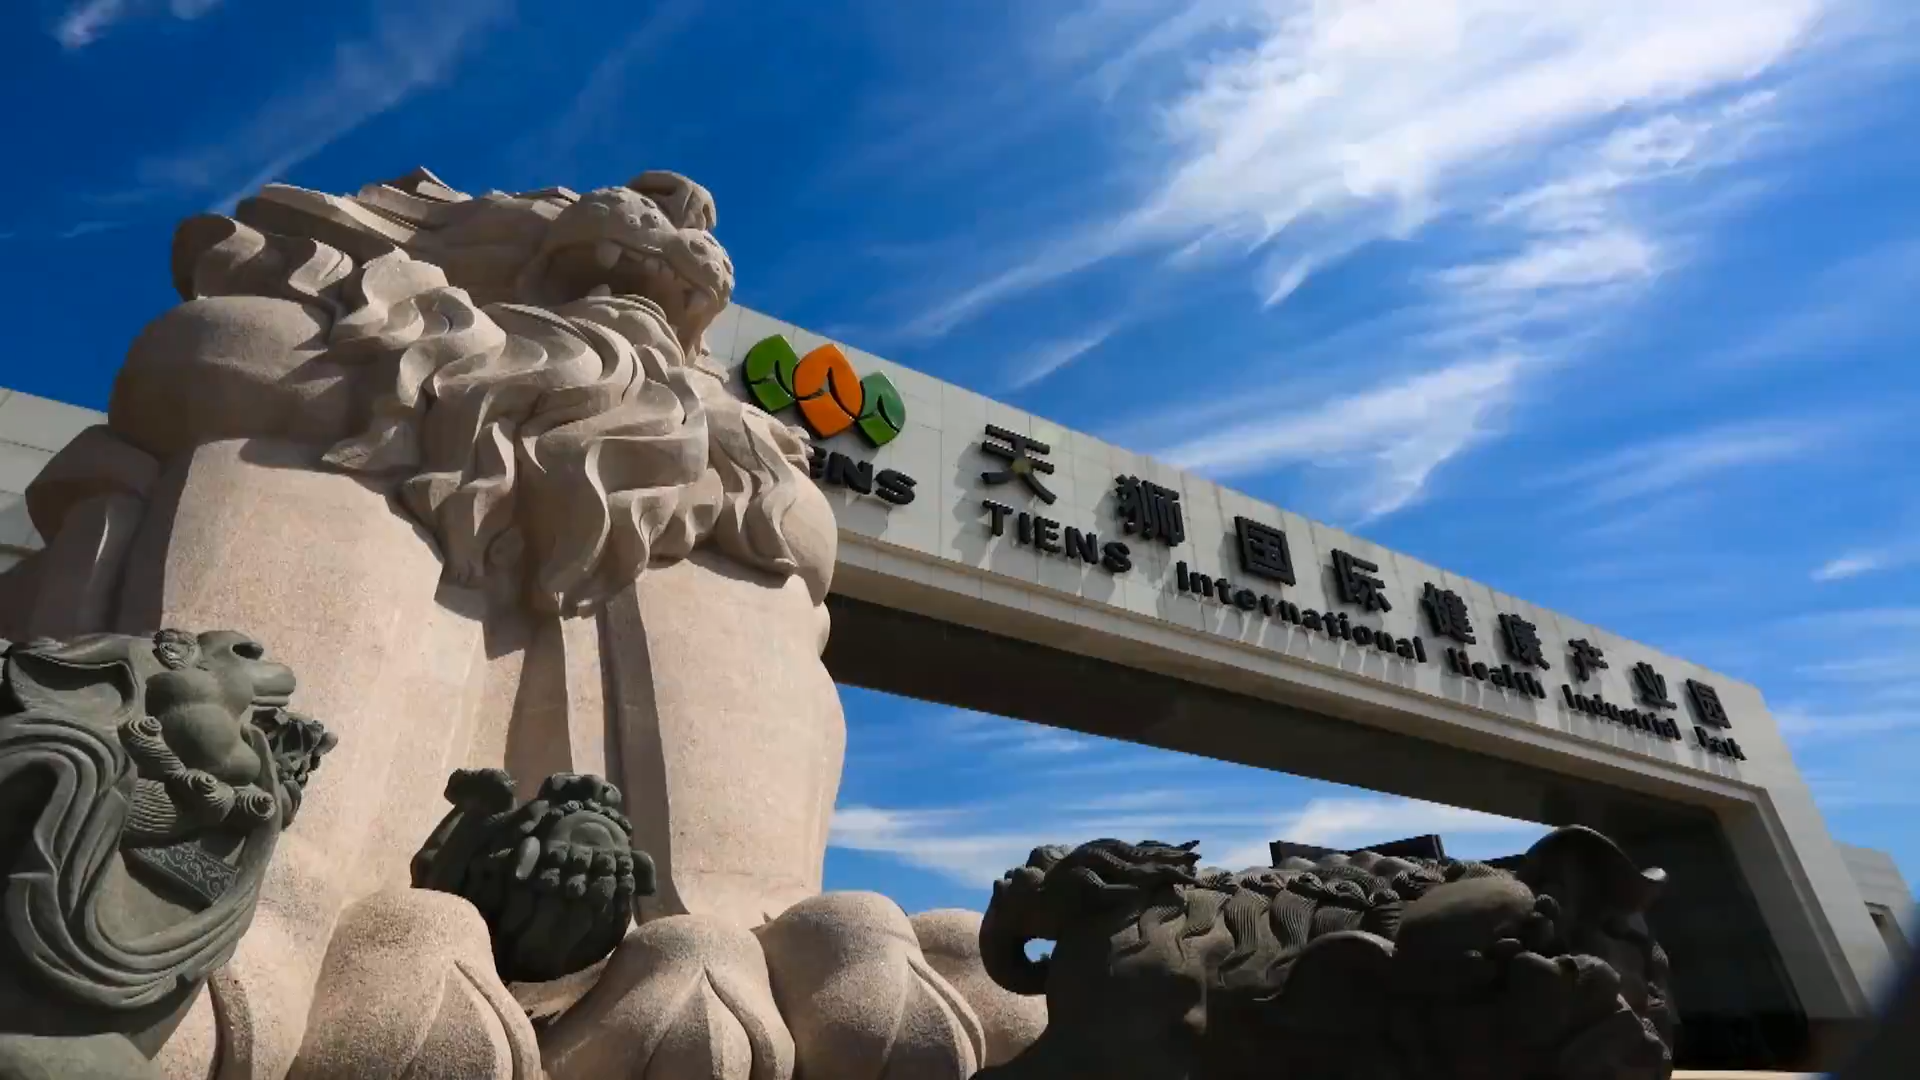 ENS
天狮国际健康产业园
TIENS International Health Industrial Park